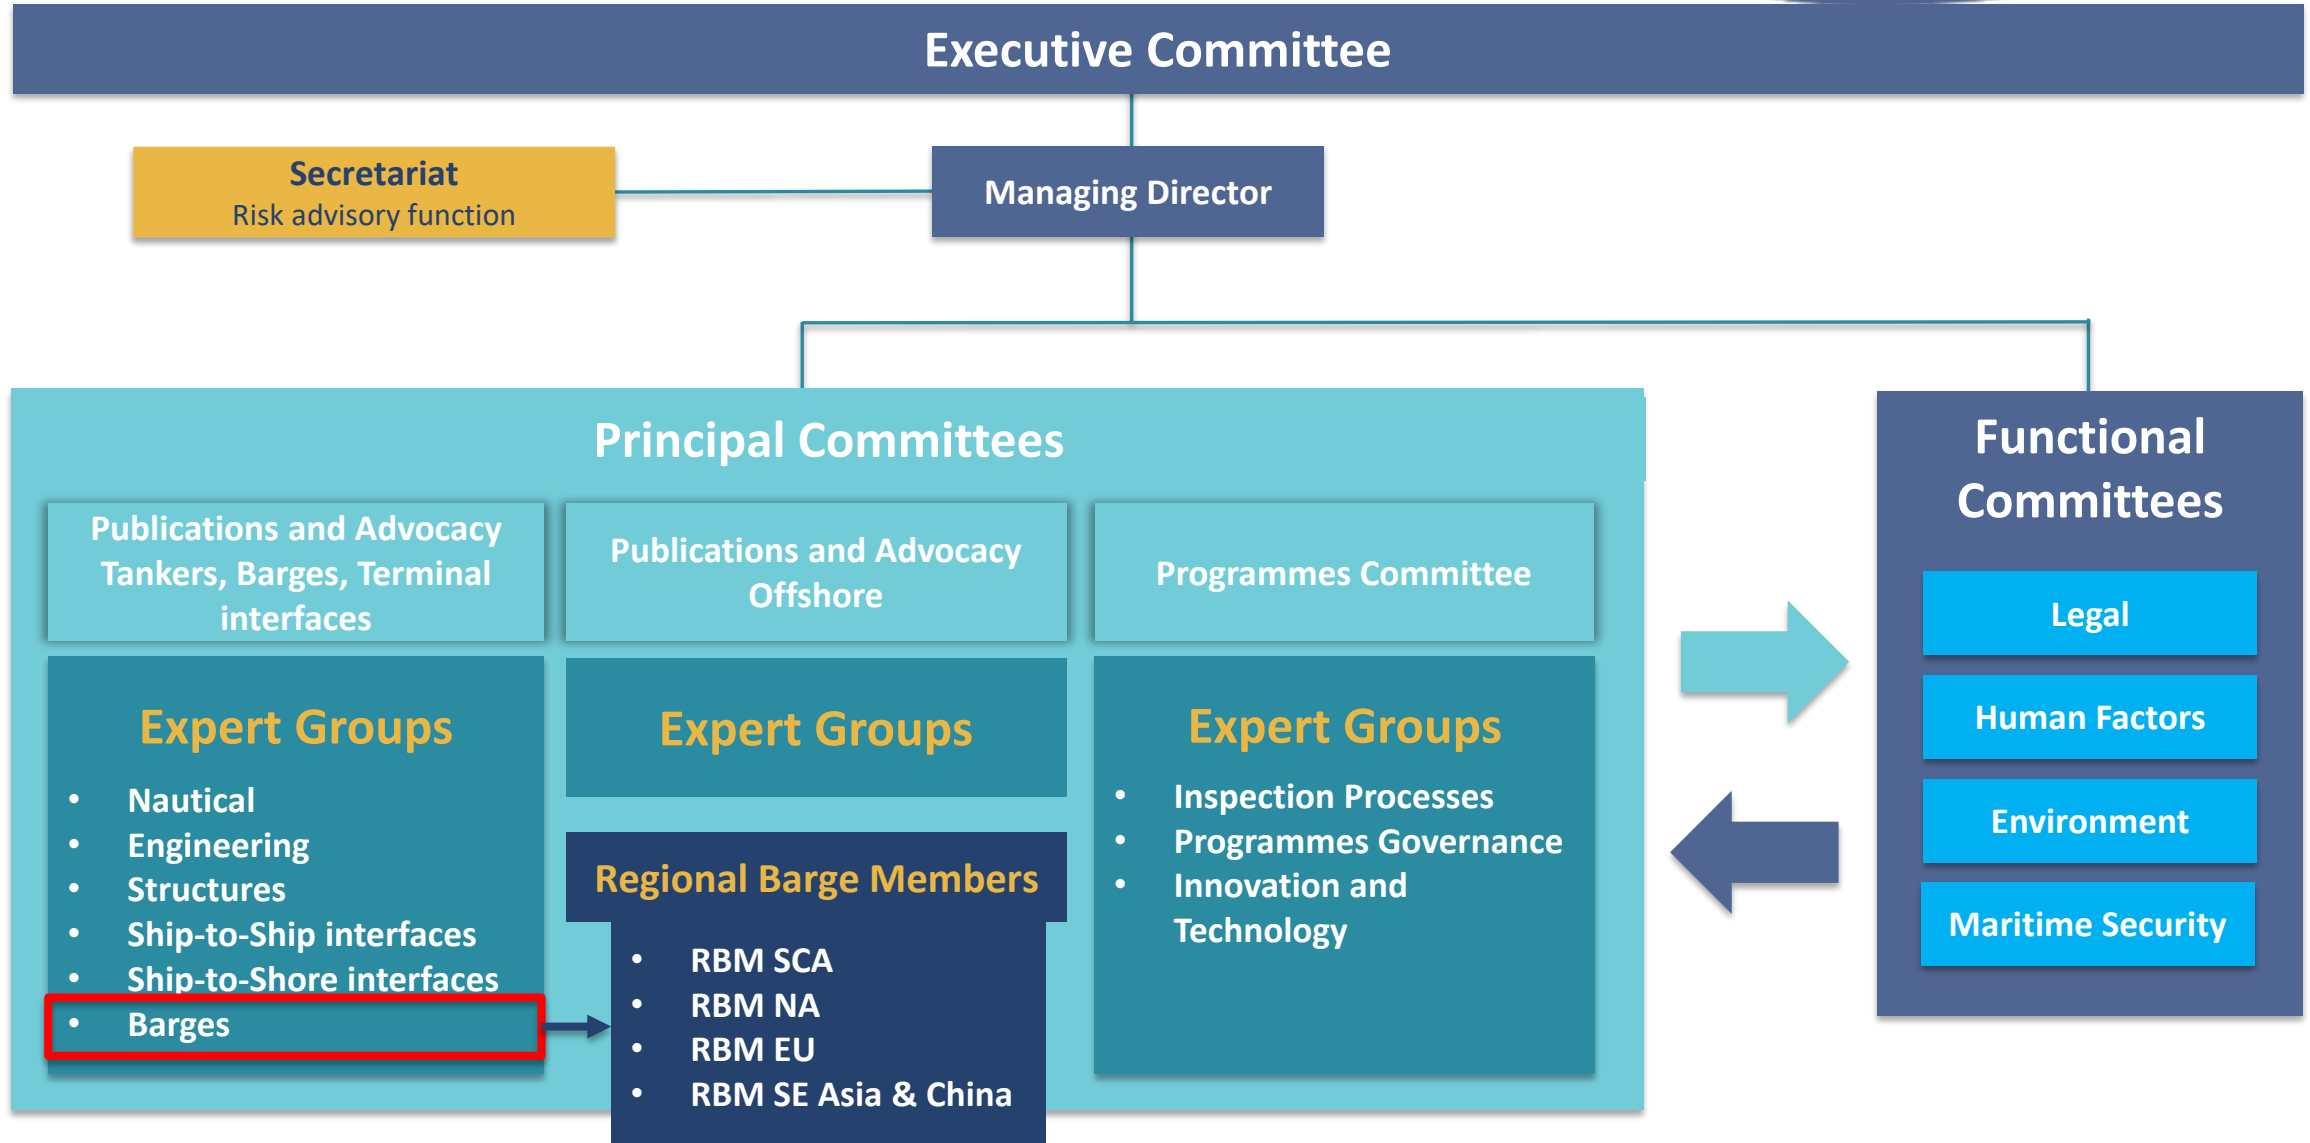 Executive Committee
Secretariat
Risk advisory function
Managing Director
Principal Committees
Publications and Advocacy
Tankers, Barges, Terminal
interfaces
Expert Groups
• Nautical
• Engineering
• Structures
• Ship-to-Ship interfaces
• Ship-to-Shore interfaces
• Barges
Publications and Advocacy
Offshore
Expert Groups
Regional Barge Members
• RBM SCA
• RBM NA
• RBM EU
• RBM SE Asia & China
Programmes Committee
Expert Groups
• Inspection Processes
• Programmes Governance
• Innovation and
Technology
Functional
Committees
Legal
Human Factors
Environment
Maritime Security